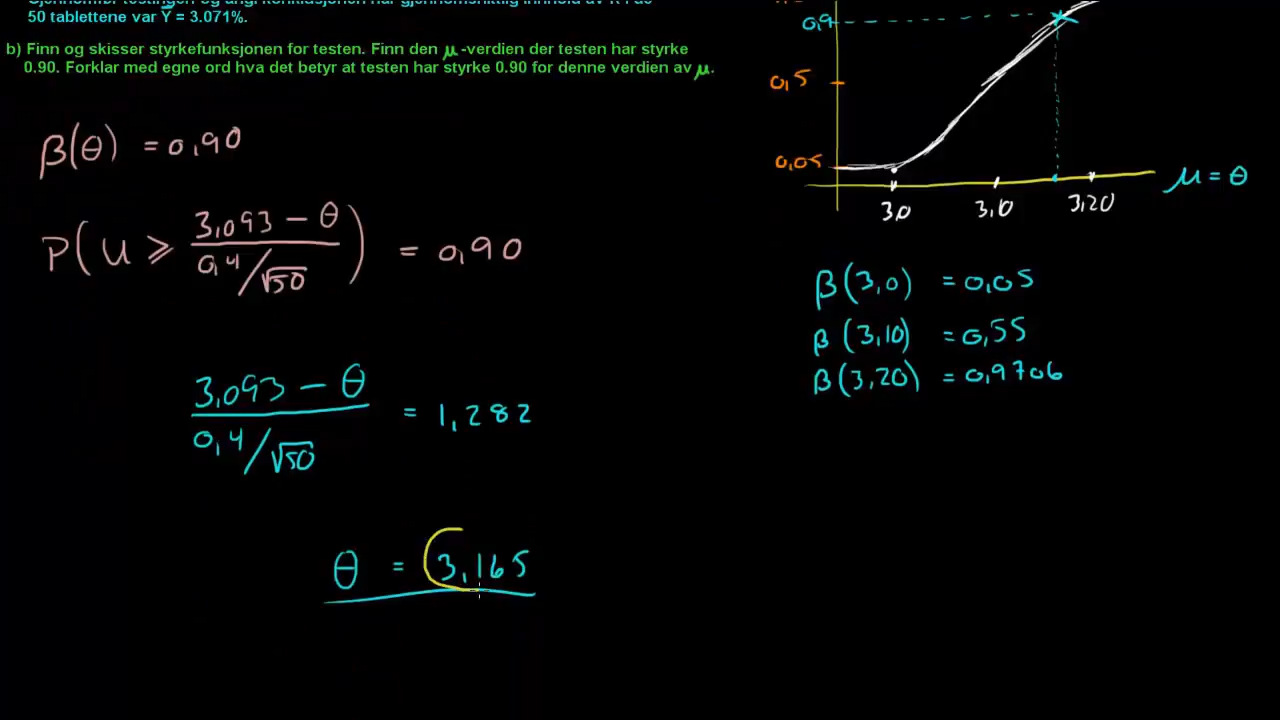 50 tablettene var Ȳ = 3.071%.
b) Finn og skisser styrkefunksjonen for testen. Finn den μ-verdien der testen har styrke
0.90. Forklar med egne ord hva det betyr at testen har styrke 0.90 for denne verdien av μ.
β(θ) = 0,90
P(U ≥ (3,093 − θ)/(0,4/√50)) = 0,90
(3,093 − θ)/(0,4/√50) = 1,282
θ = 3,165
0,9
0,5
0,05
3,0 3,10 3,20
μ = θ
β(3,0) = 0,05
β(3,10) = 0,55
β(3,20) = 0,9706